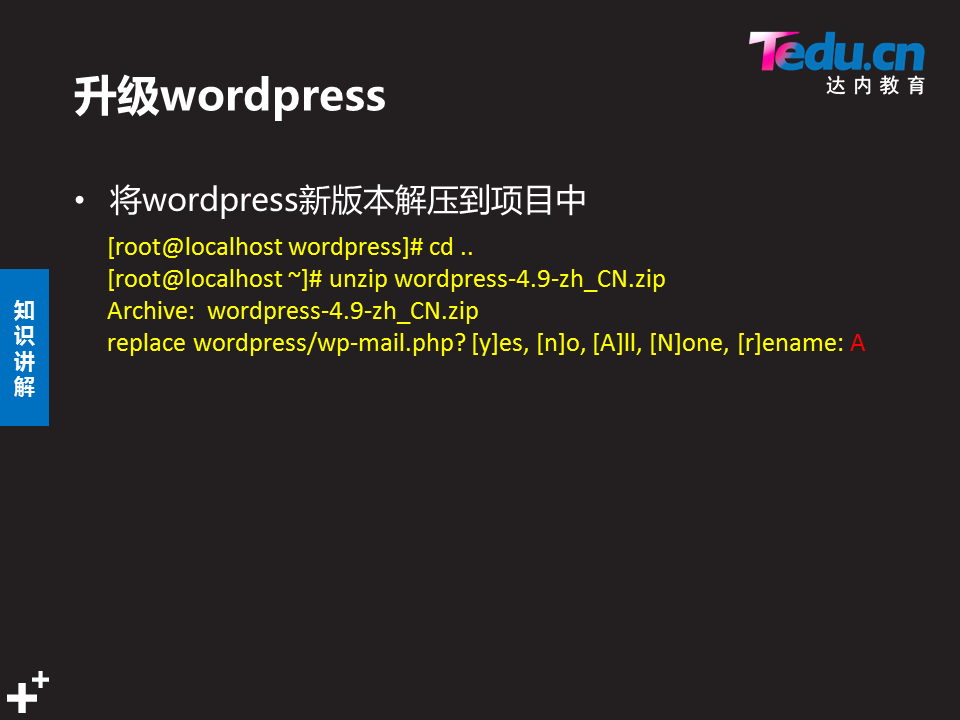 Tedu.cn
达内教育
升级wordpress
• 将wordpress新版本解压到项目中
[root@localhost wordpress]# cd ..
[root@localhost ~]# unzip wordpress-4.9-zh_CN.zip
Archive:  wordpress-4.9-zh_CN.zip
replace wordpress/wp-mail.php? [y]es, [n]o, [A]ll, [N]one, [r]ename: A
知识讲解